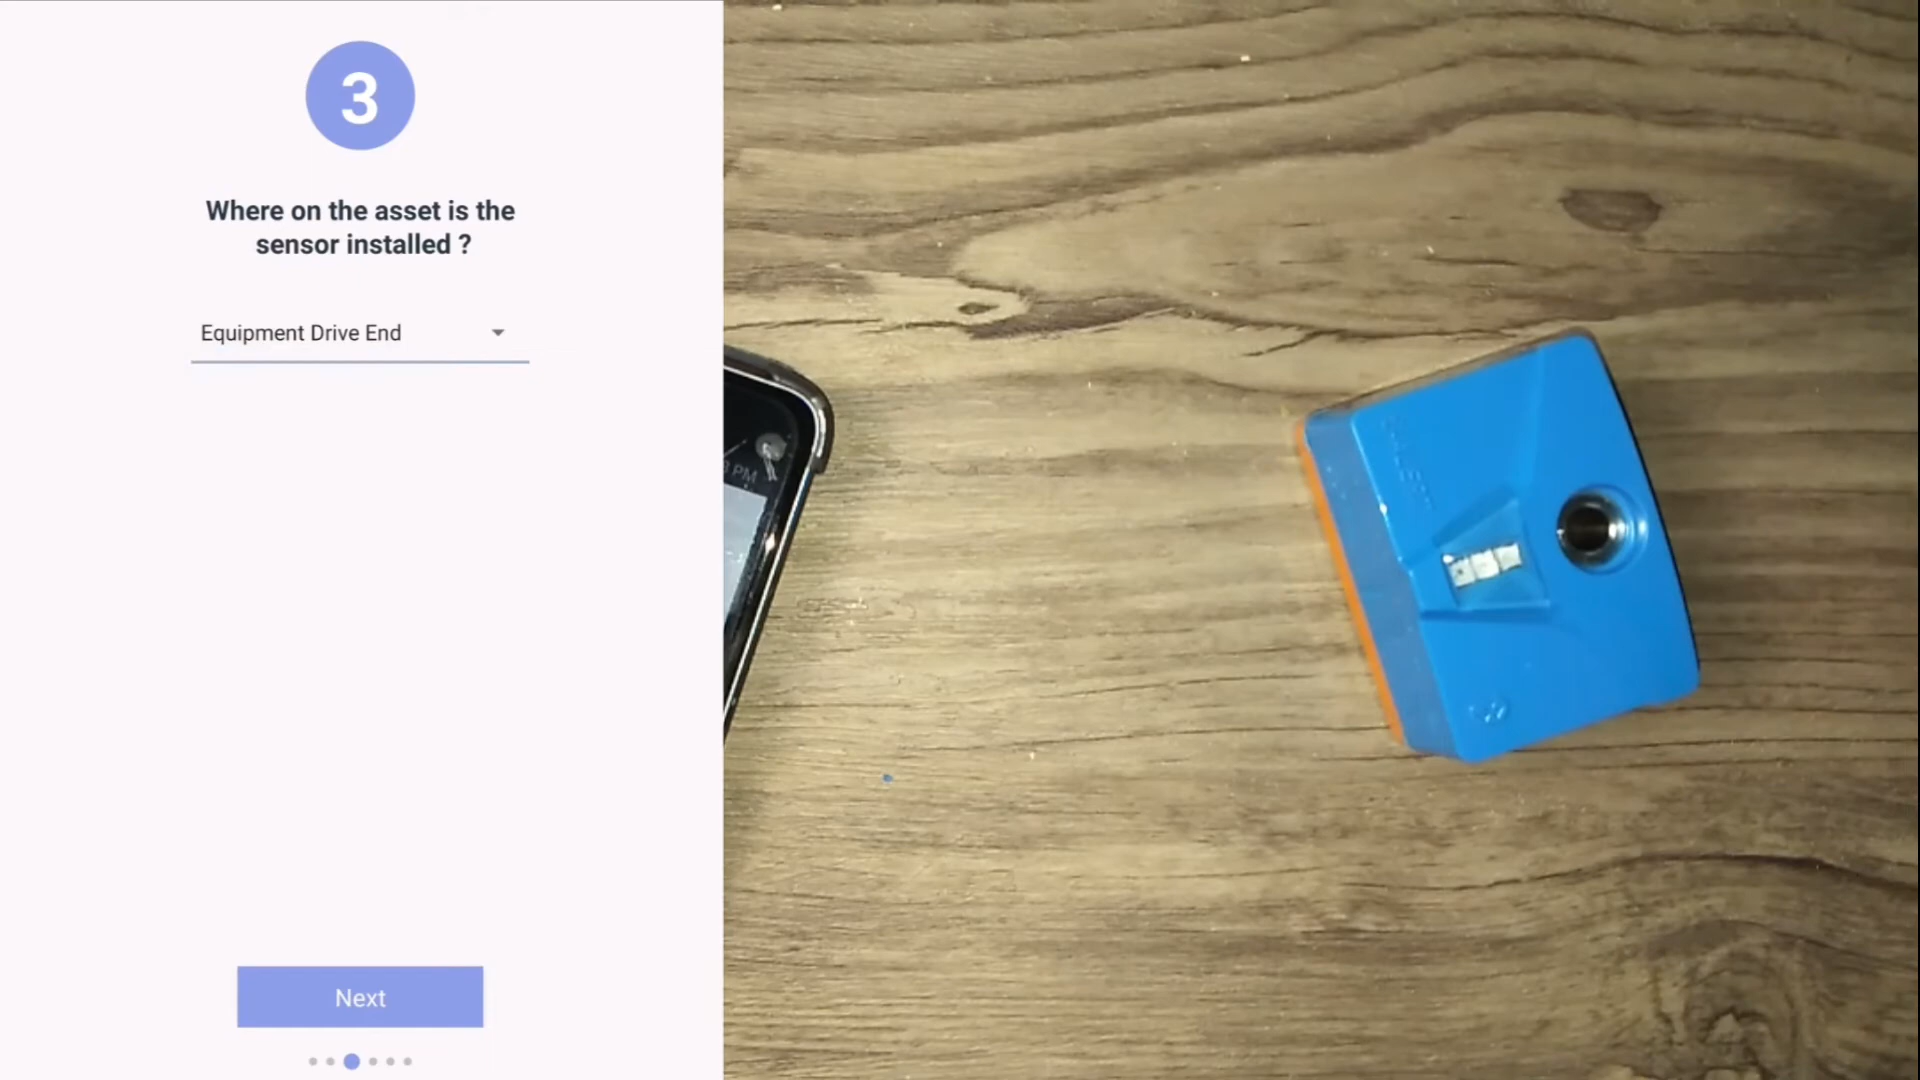 3
Where on the asset is the
sensor installed ?
Equipment Drive End
Next
PM